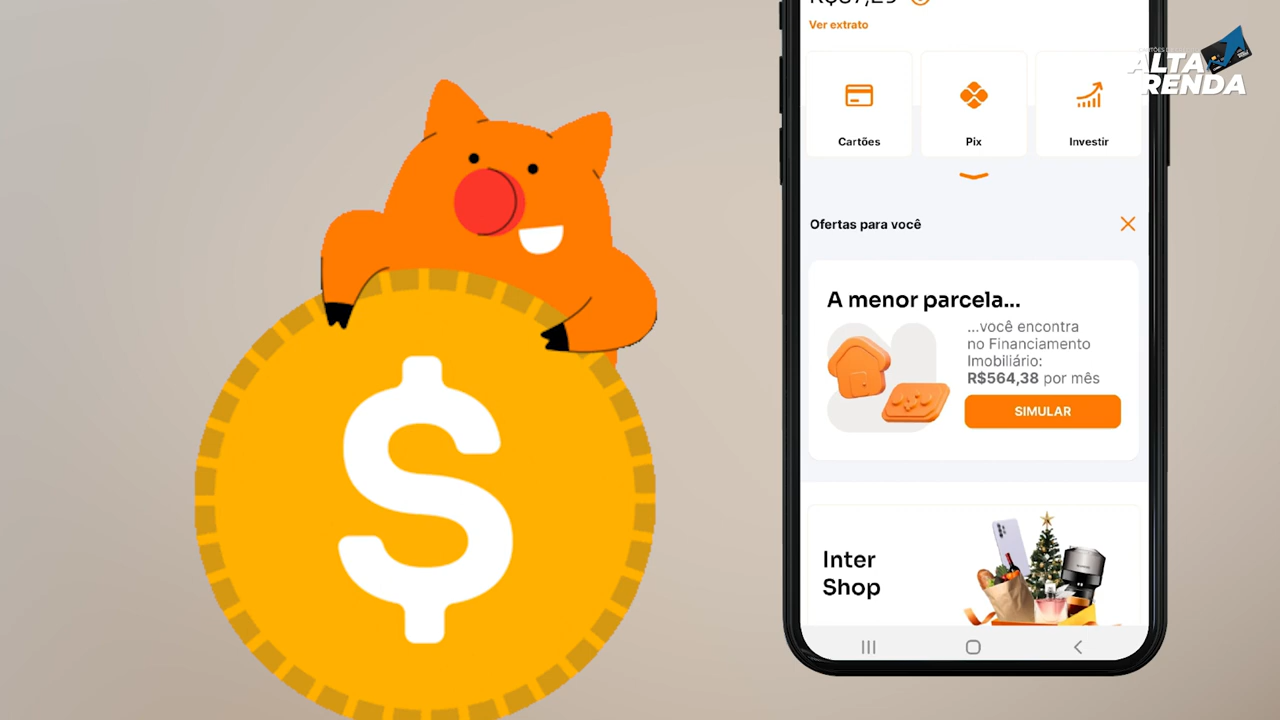 Ver extrato
ALTA
RENDA
Cartões
Pix
Investir
Ofertas para você
A menor parcela...
...você encontra
no Financiamento
Imobiliário:
R$564,38 por mês
SIMULAR
Inter
Shop
$